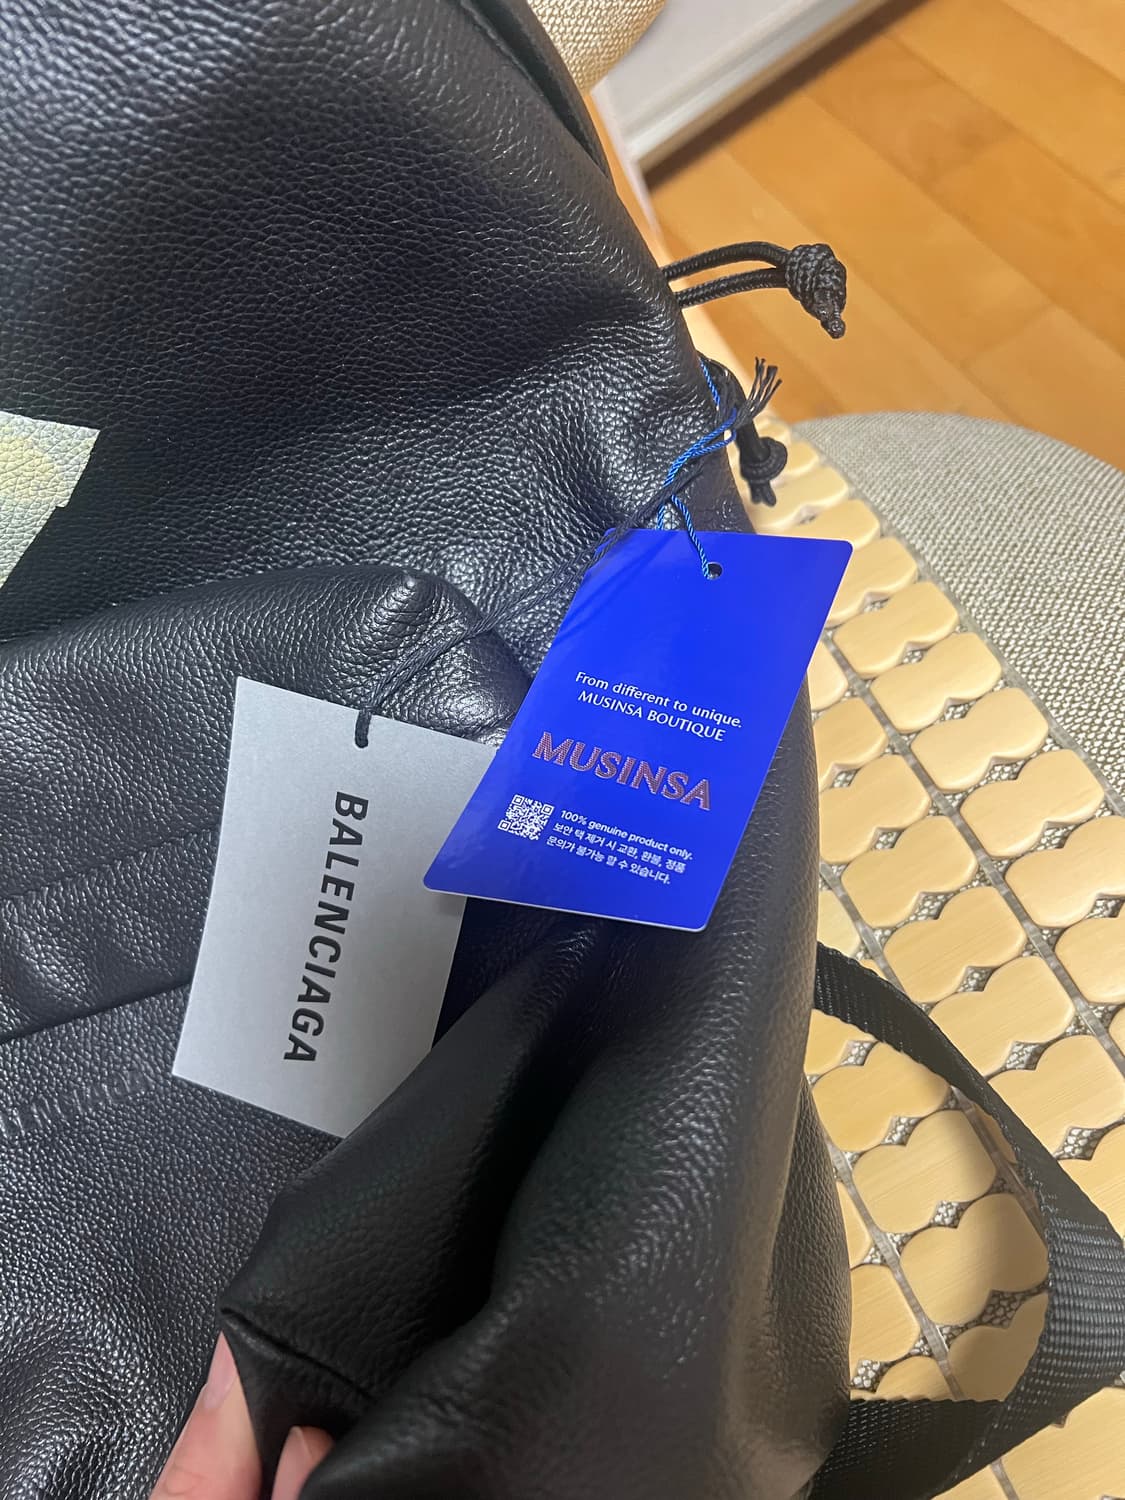 BALENCIAGA
From different to unique.
MUSINSA BOUTIQUE
MUSINSA
100% genuine product only.
보안 택 제거 시 교환, 환불, 정품
문의가 불가능 할 수 있습니다.